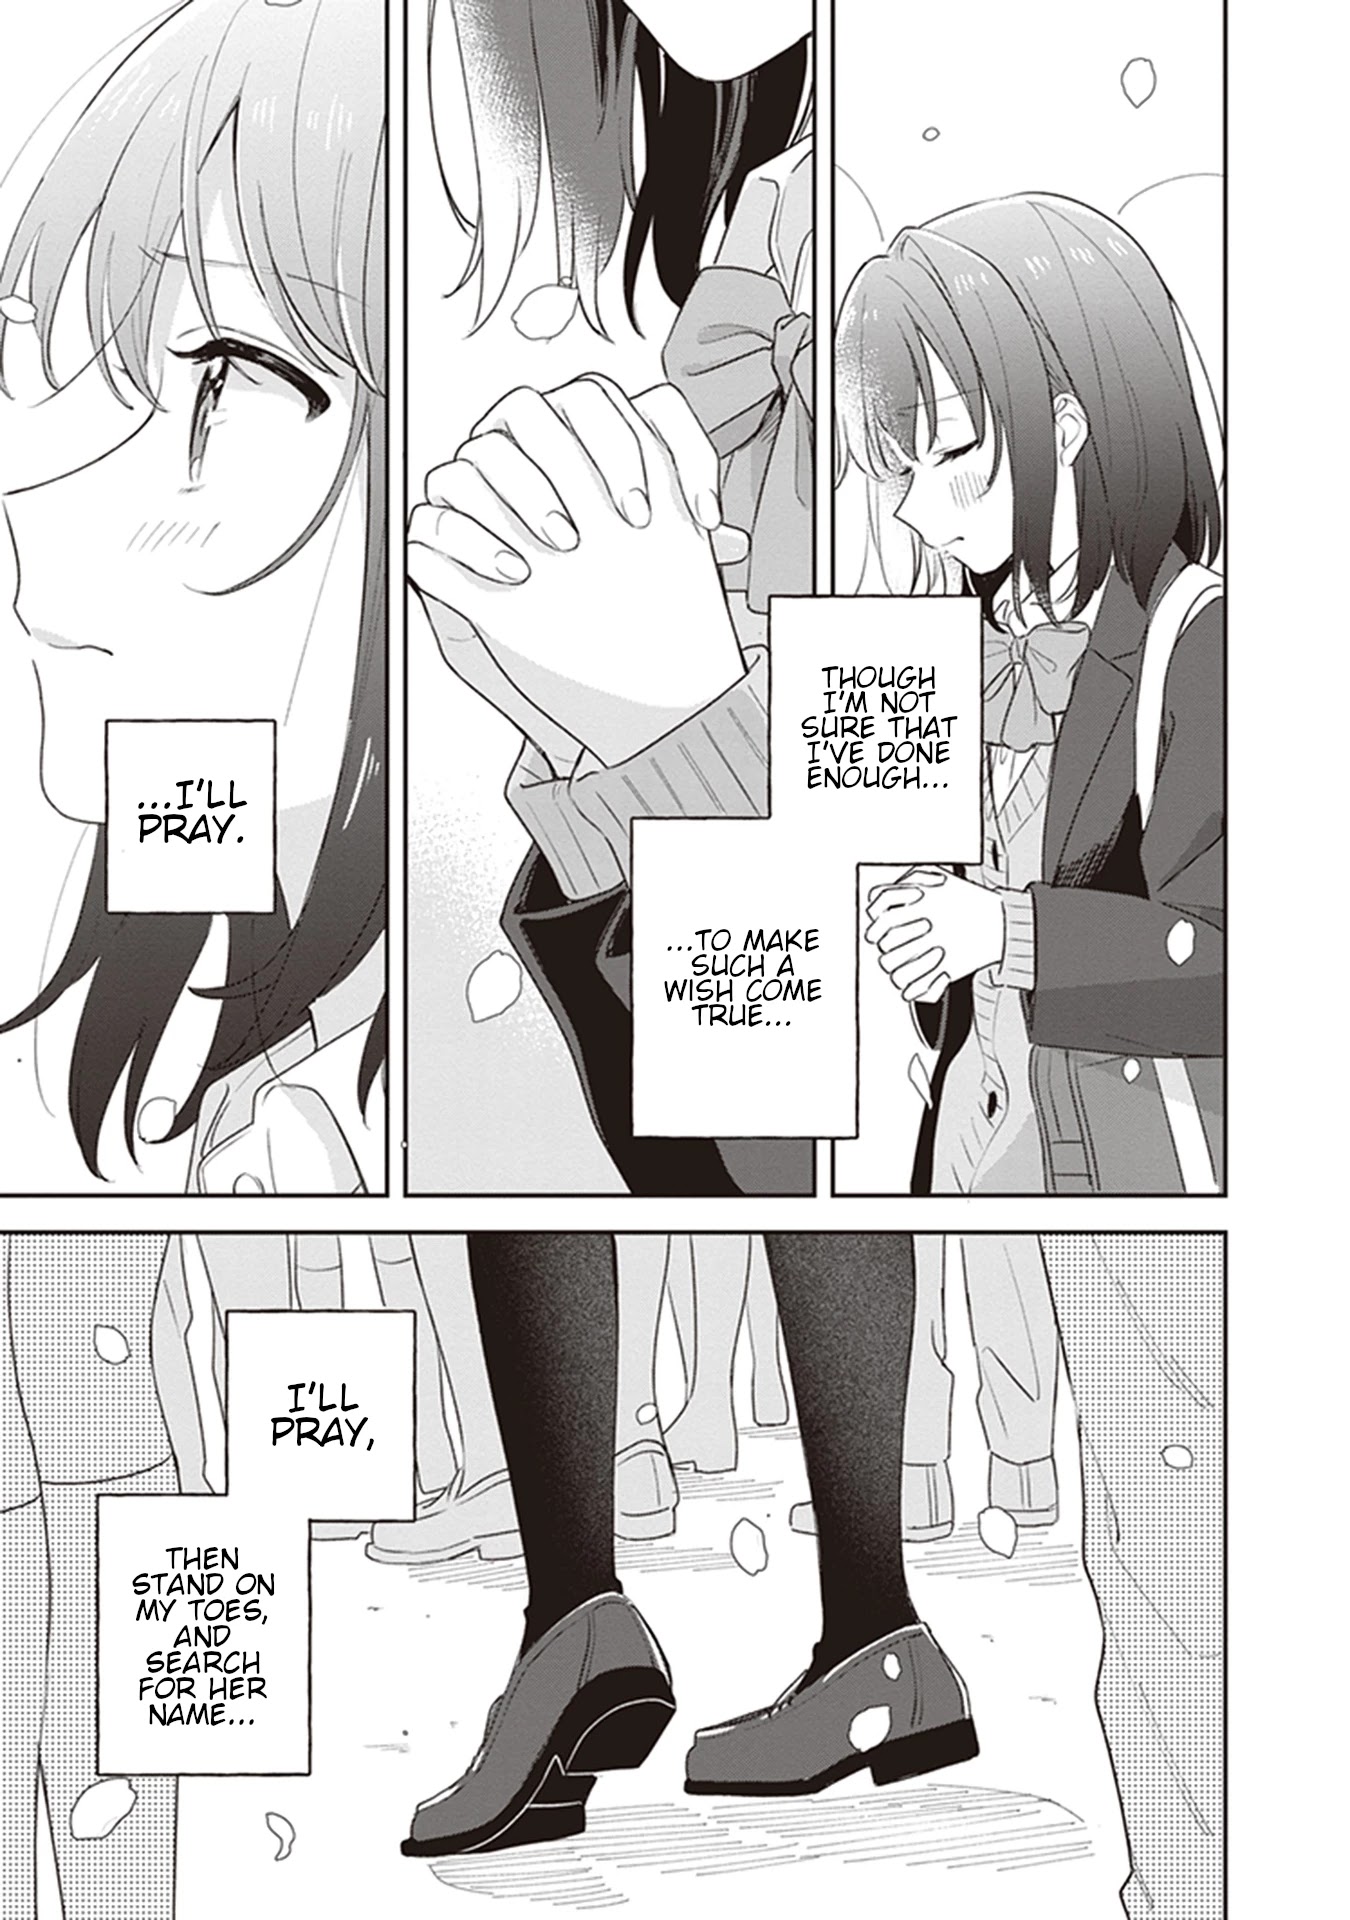 THOUGH
I'M NOT
SURE THAT
I'VE DONE
ENOUGH...
...TO MAKE
SUCH A
WISH COME
TRUE...
...I'LL
PRAY.
I'LL
PRAY,
THEN
STAND ON
MY TOES,
AND
SEARCH
FOR HER
NAME...